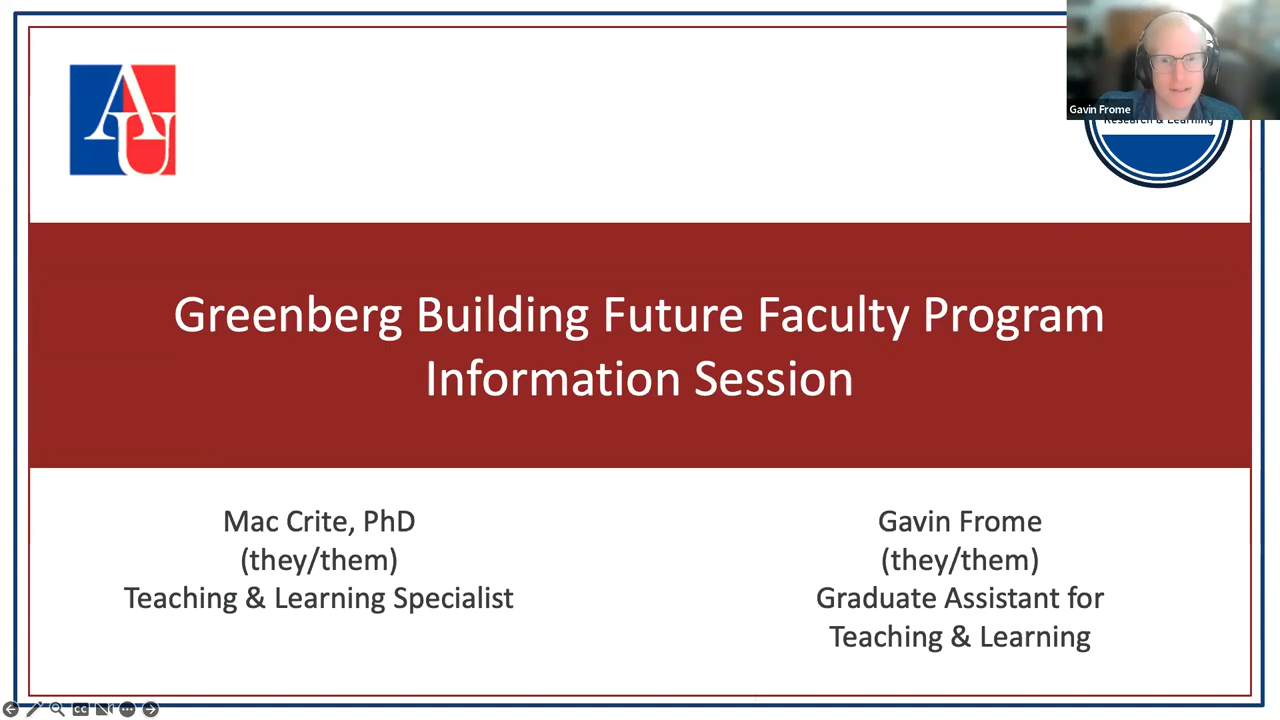 AU
Gavin Frome
Research & Learning
Greenberg Building Future Faculty Program
Information Session
Mac Crite, PhD
(they/them)
Teaching & Learning Specialist
Gavin Frome
(they/them)
Graduate Assistant for
Teaching & Learning
CC